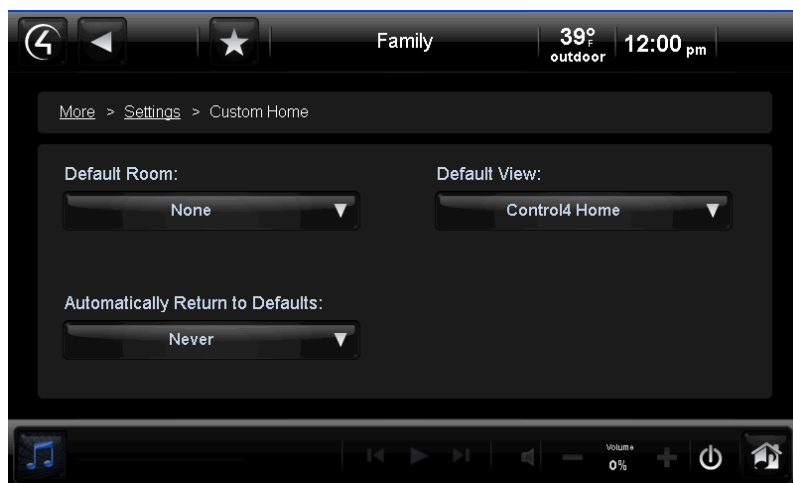 4
Family
39°F
outdoor
12:00 pm
More > Settings > Custom Home
Default Room:
Default View:
None
Control4 Home
Automatically Return to Defaults:
Never
Volume
0%